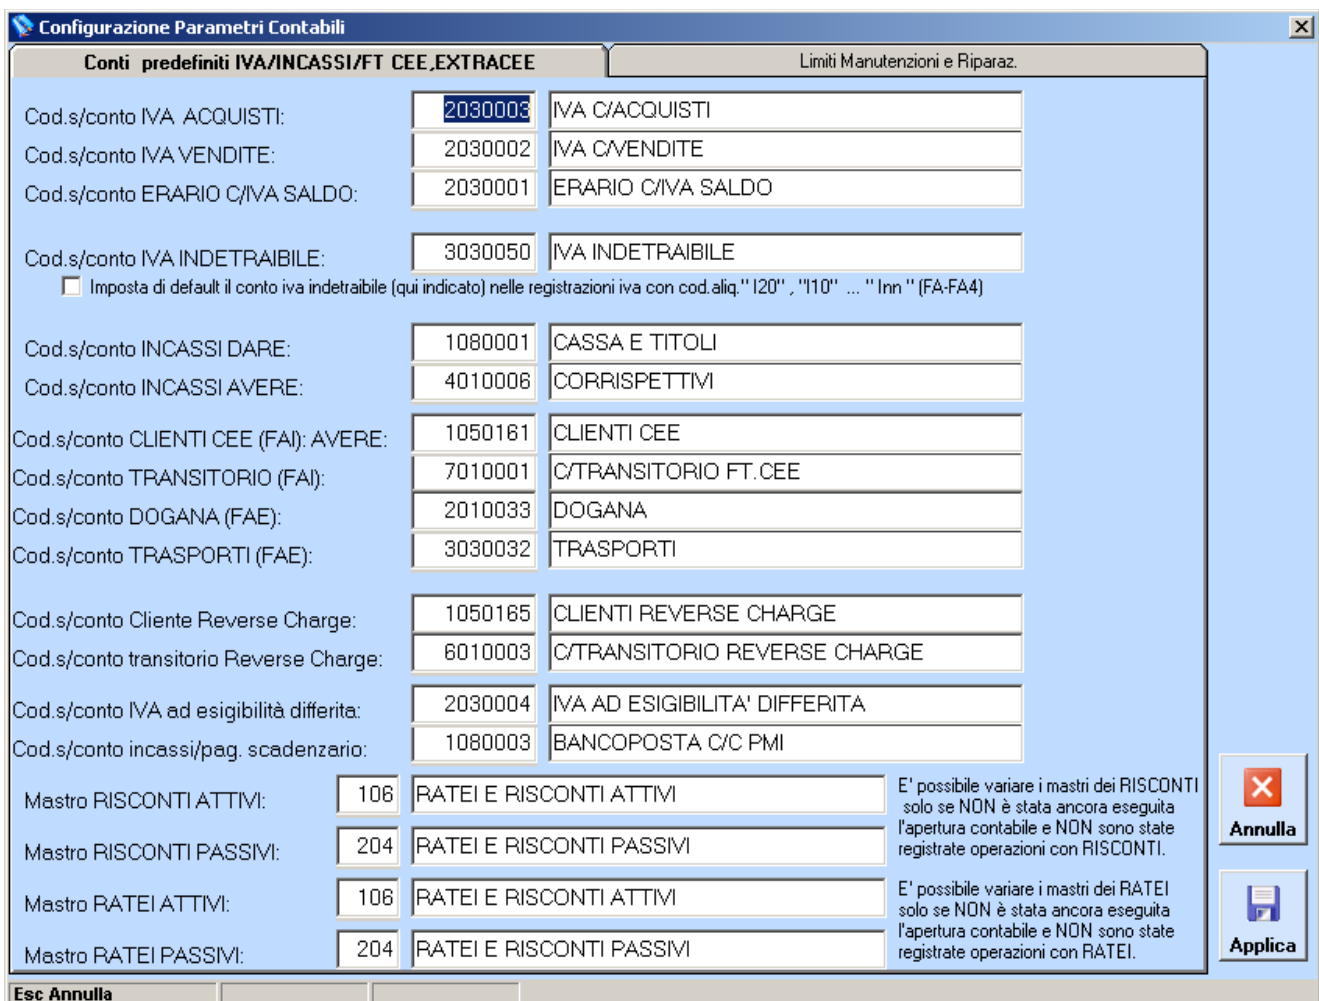 Configurazione Parametri Contabili
Conti predefiniti IVA/INCASSI/FT CEE,EXTRACEE
Limiti Manutenzioni e Riparaz.
Cod.s/conto IVA ACQUISTI: 2030003 IVA C/ACQUISTI
Cod.s/conto IVA VENDITE: 2030002 IVA C/VENDITE
Cod.s/conto ERARIO C/IVA SALDO: 2030001 ERARIO C/IVA SALDO
Cod.s/conto IVA INDETRAIBILE: 3030050 IVA INDETRAIBILE
Imposta di default il conto iva indetraibile (qui indicato) nelle registrazioni iva con cod.aliq." I20" , "I10" ... " Inn " (FA-FA4)
Cod.s/conto INCASSI DARE: 1080001 CASSA E TITOLI
Cod.s/conto INCASSI AVERE: 4010006 CORRISPETTIVI
Cod.s/conto CLIENTI CEE (FAI): AVERE: 1050161 CLIENTI CEE
Cod.s/conto TRANSITORIO (FAI): 7010001 C/TRANSITORIO FT.CEE
Cod.s/conto DOGANA (FAE): 2010033 DOGANA
Cod.s/conto TRASPORTI (FAE): 3030032 TRASPORTI
Cod.s/conto Cliente Reverse Charge: 1050165 CLIENTI REVERSE CHARGE
Cod.s/conto transitorio Reverse Charge: 6010003 C/TRANSITORIO REVERSE CHARGE
Cod.s/conto IVA ad esigibilità differita: 2030004 IVA AD ESIGIBILITA' DIFFERITA
Cod.s/conto incassi/pag. scadenzario: 1080003 BANCOPOSTA C/C PMI
Mastro RISCONTI ATTIVI: 106 RATEI E RISCONTI ATTIVI
Mastro RISCONTI PASSIVI: 204 RATEI E RISCONTI PASSIVI
E' possibile variare i mastri dei RISCONTI
solo se NON è stata ancora eseguita
l'apertura contabile e NON sono state
registrate operazioni con RISCONTI.
Mastro RATEI ATTIVI: 106 RATEI E RISCONTI ATTIVI
Mastro RATEI PASSIVI: 204 RATEI E RISCONTI PASSIVI
E' possibile variare i mastri dei RATEI
solo se NON è stata ancora eseguita
l'apertura contabile e NON sono state
registrate operazioni con RATEI.
Annulla
Applica
Esc Annulla